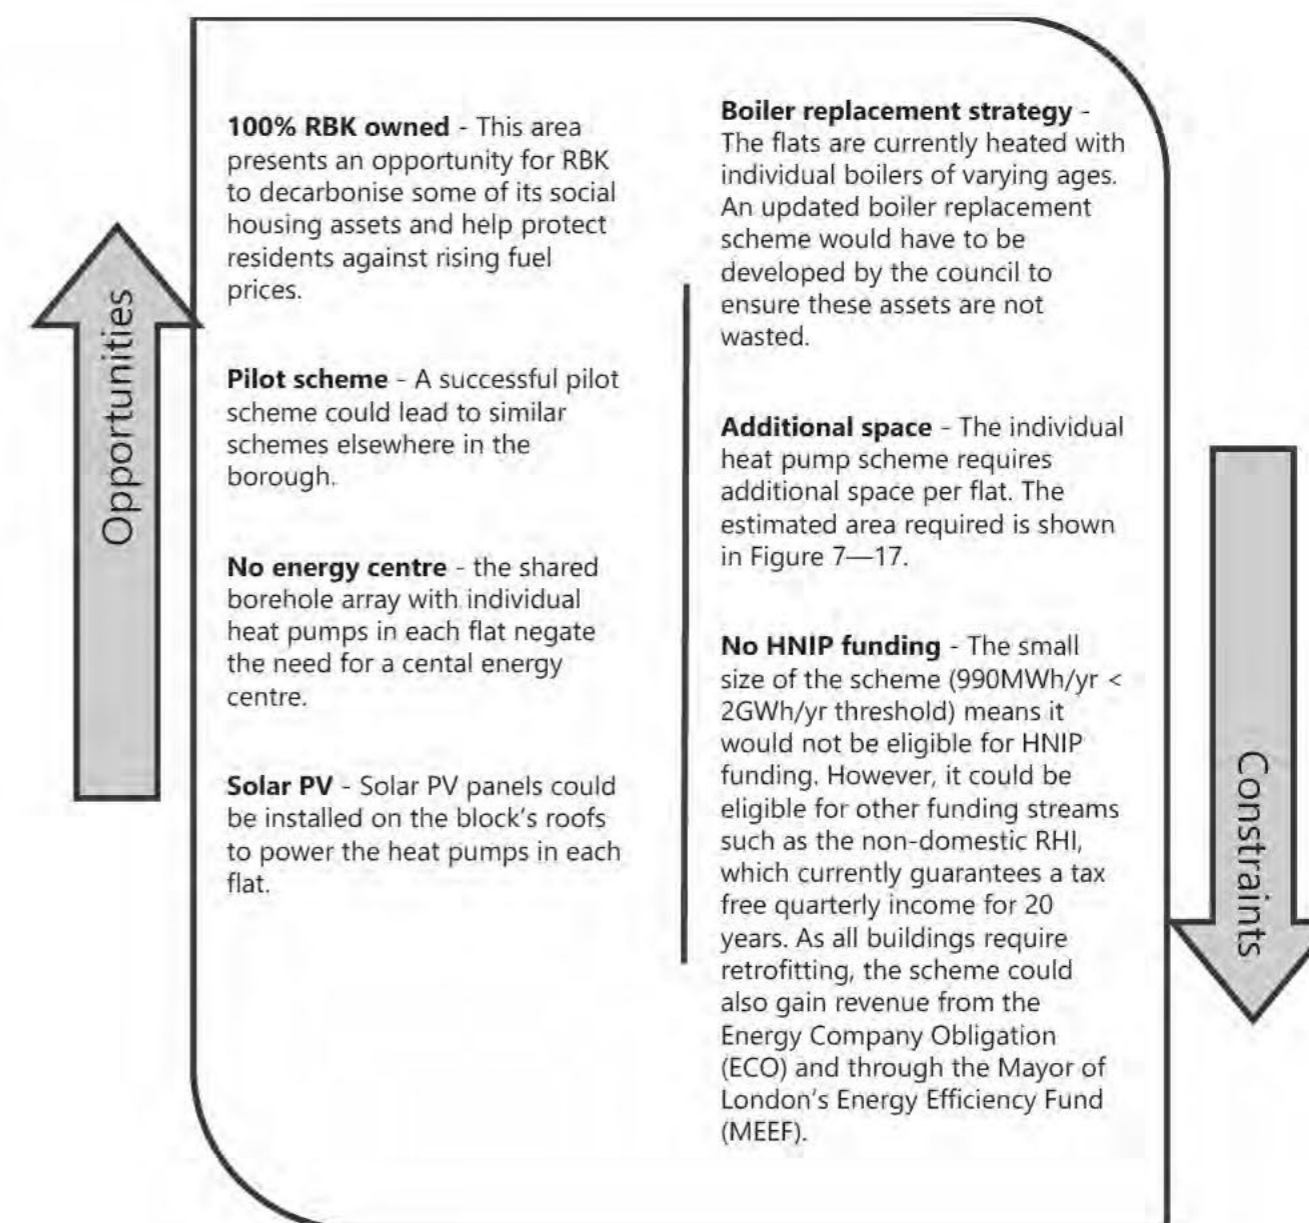 Opportunities
100% RBK owned - This area
presents an opportunity for RBK
to decarbonise some of its social
housing assets and help protect
residents against rising fuel
prices.
Pilot scheme - A successful pilot
scheme could lead to similar
schemes elsewhere in the
borough.
No energy centre - the shared
borehole array with individual
heat pumps in each flat negate
the need for a cental energy
centre.
Solar PV - Solar PV panels could
be installed on the block's roofs
to power the heat pumps in each
flat.
Boiler replacement strategy -
The flats are currently heated with
individual boilers of varying ages.
An updated boiler replacement
scheme would have to be
developed by the council to
ensure these assets are not
wasted.
Additional space - The individual
heat pump scheme requires
additional space per flat. The
estimated area required is shown
in Figure 7—17.
No HNIP funding - The small
size of the scheme (990MWh/yr <
2GWh/yr threshold) means it
would not be eligible for HNIP
funding. However, it could be
eligible for other funding streams
such as the non-domestic RHI,
which currently guarantees a tax
free quarterly income for 20
years. As all buildings require
retrofitting, the scheme could
also gain revenue from the
Energy Company Obligation
(ECO) and through the Mayor of
London's Energy Efficiency Fund
(MEEF).
Constraints